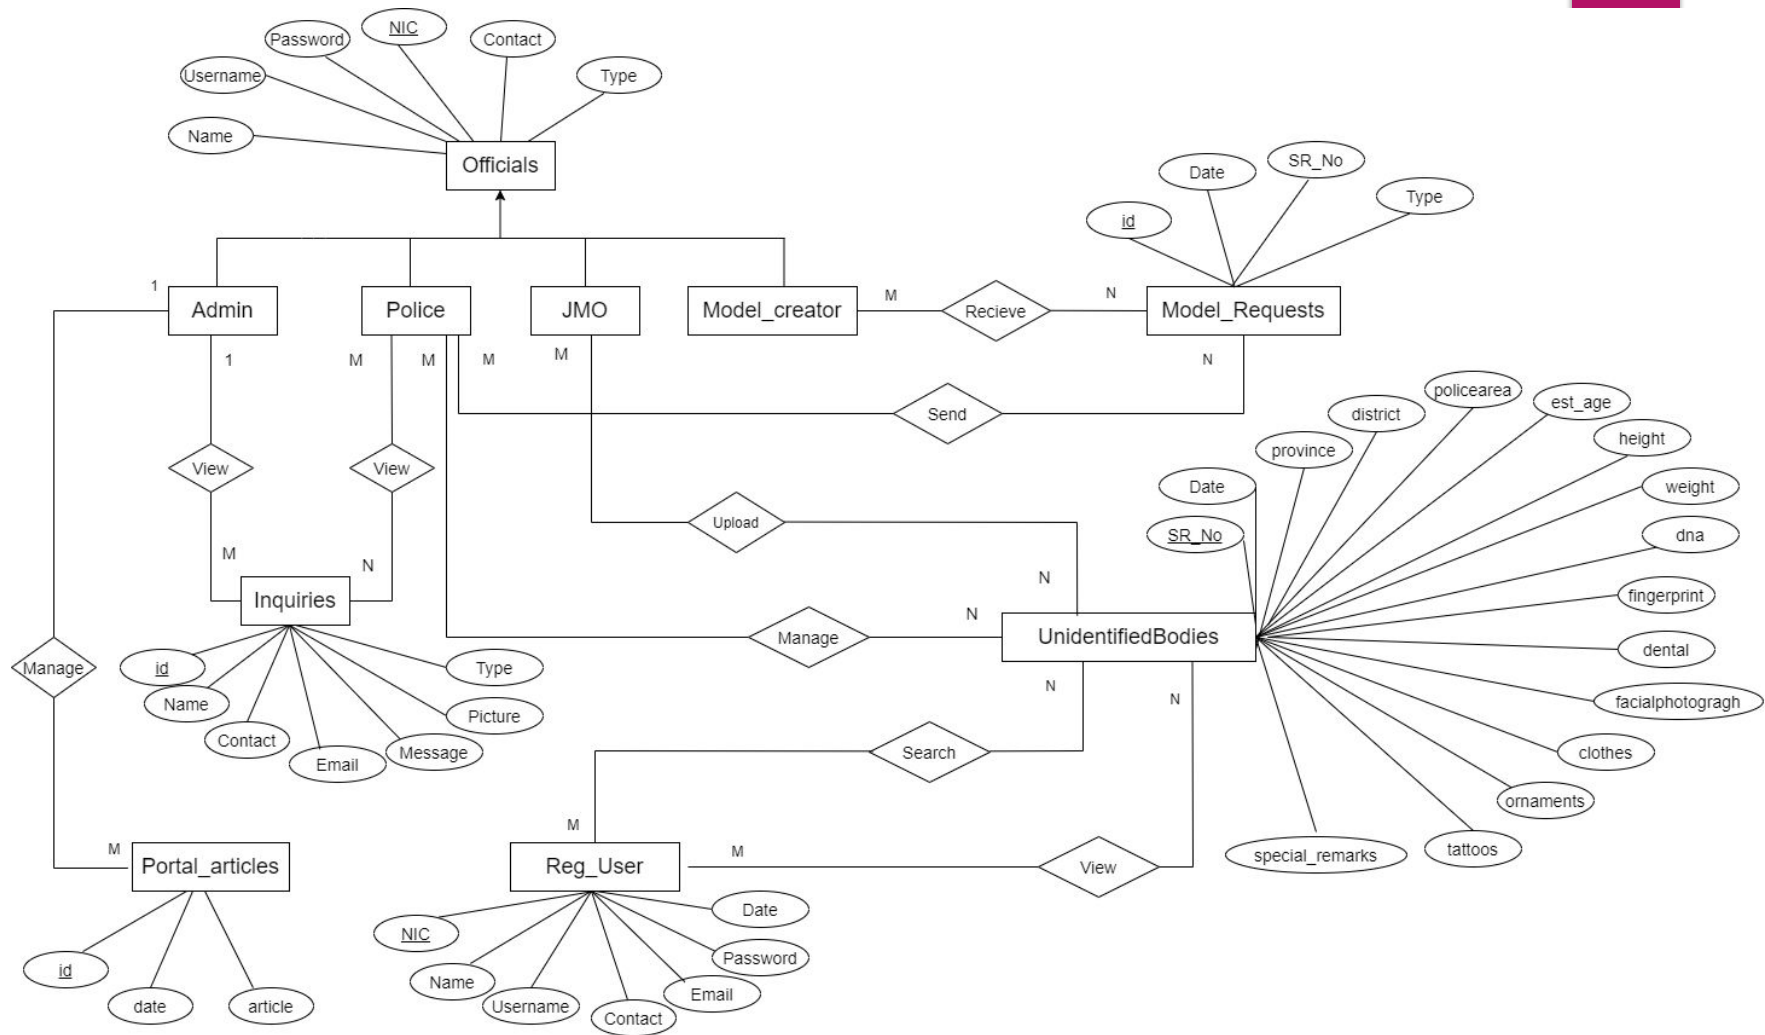 NIC
Password
Contact
Username
Type
Name
Officials
SR_No
Date
Type
id
1
Admin
Police
JMO
Model_creator
M
Recieve
N
Model_Requests
1
M
M
M
M
N
Send
policearea
est_age
district
height
province
View
View
Date
weight
Upload
SR_No
dna
M
N
N
Inquiries
fingerprint
N
Manage
UnidentifiedBodies
dental
Manage
id
Type
N
N
facialphotogragh
Name
Picture
Contact
Message
Email
Search
clothes
ornaments
M
M
M
tattoos
special_remarks
Portal_articles
Reg_User
View
Date
NIC
Password
id
Name
Email
date
article
Username
Contact